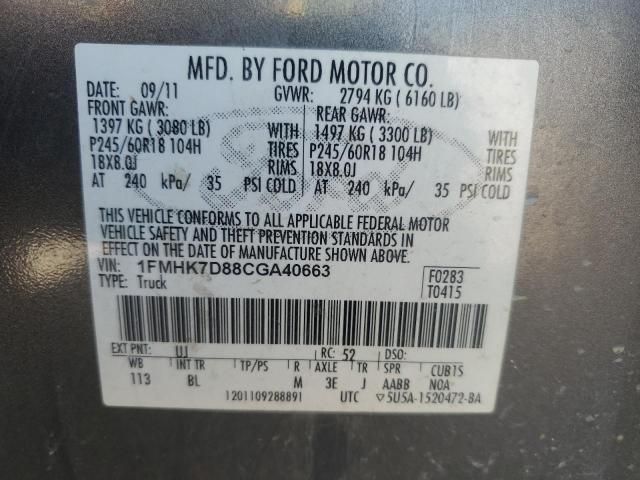 MFD. BY FORD MOTOR CO.
DATE: 09/11 GVWR: 2794 KG ( 6160 LB)
FRONT GAWR: REAR GAWR:
1397 KG ( 3080 LB) WITH 1497 KG ( 3300 LB) WITH
P245/60R18 104H TIRES P245/60R18 104H TIRES
18X8.0J RIMS 18X8.0J RIMS
AT 240 kPa/ 35 PSI COLD AT 240 kPa/ 35 PSI COLD
THIS VEHICLE CONFORMS TO ALL APPLICABLE FEDERAL MOTOR
VEHICLE SAFETY AND THEFT PREVENTION STANDARDS IN
EFFECT ON THE DATE OF MANUFACTURE SHOWN ABOVE.
VIN: 1FMHK7D88CGA40663
TYPE: Truck
F0283
T0415
EXT PNT: UJ RC: 52 DSO:
WB INT TR TP/PS R AXLE TR SPR CUB1S
113 BL M 3E J AABB N0A
1201109288891 UTC ▽5U5A-1520472-BA